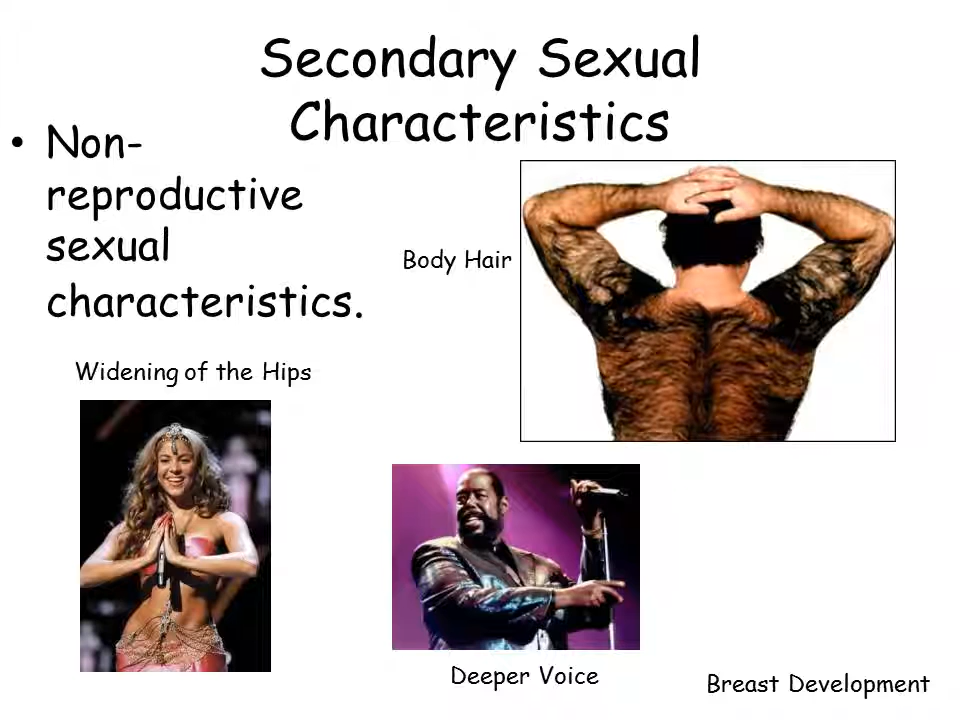 Secondary Sexual
Characteristics
• Non-
reproductive
sexual
characteristics.
Body Hair
Widening of the Hips
Deeper Voice
Breast Development